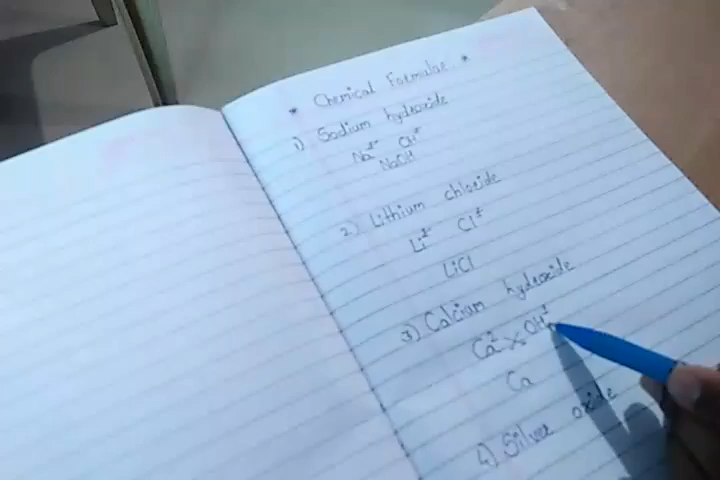 * Chemical Formulae *
1) Sodium hydroxide
Na¹ OH¹
NaOH
2) Lithium chloride
Li¹ Cl¹
LiCl
3) Calcium hydroxide
Ca² OH¹
Ca
4) Silver oxide